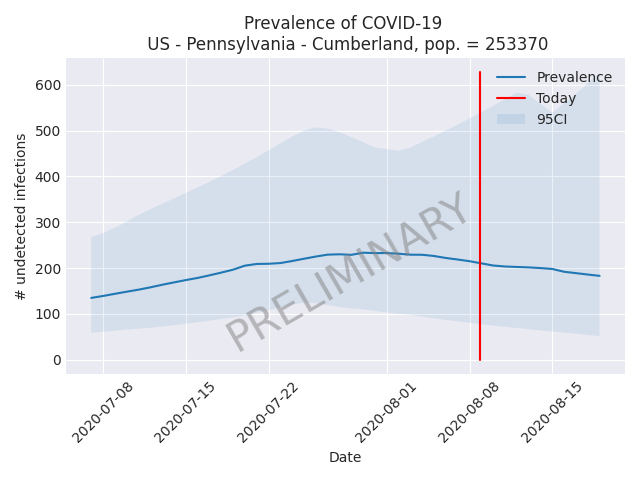 Prevalence of COVID-19
US - Pennsylvania - Cumberland, pop. = 253370
Prevalence
Today
95CI
600
500
400
300
200
100
0
# undetected infections
PRELIMINARY
2020-07-08
2020-07-15
2020-07-22
2020-08-01
2020-08-08
2020-08-15
Date